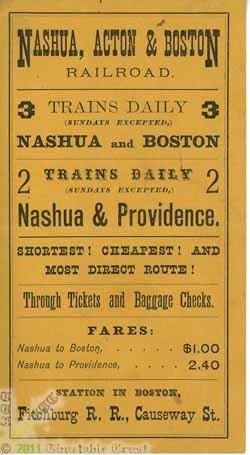 NASHUA, ACTON & BOSTON
RAILROAD.
3 TRAINS DAILY 3
(SUNDAYS EXCEPTED,)
NASHUA and BOSTON
2 TRAINS DAILY 2
(SUNDAYS EXCEPTED,)
Nashua & Providence.
SHORTEST! CHEAPEST! AND
MOST DIRECT ROUTE!
Through Tickets and Baggage Checks.
FARES:
Nashua to Boston, . . . . . $1.00
Nashua to Providence, . . . . 2.40
STATION IN BOSTON,
Fitchburg R. R., Causeway St.
© 2011 Timetable Trust